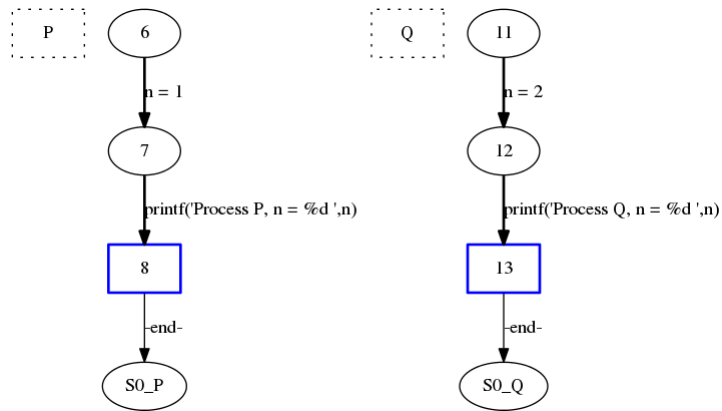 P
6
Q
11
n = 1
n = 2
7
12
printf('Process P, n = %d ',n)
printf('Process Q, n = %d ',n)
8
13
-end-
-end-
S0_P
S0_Q